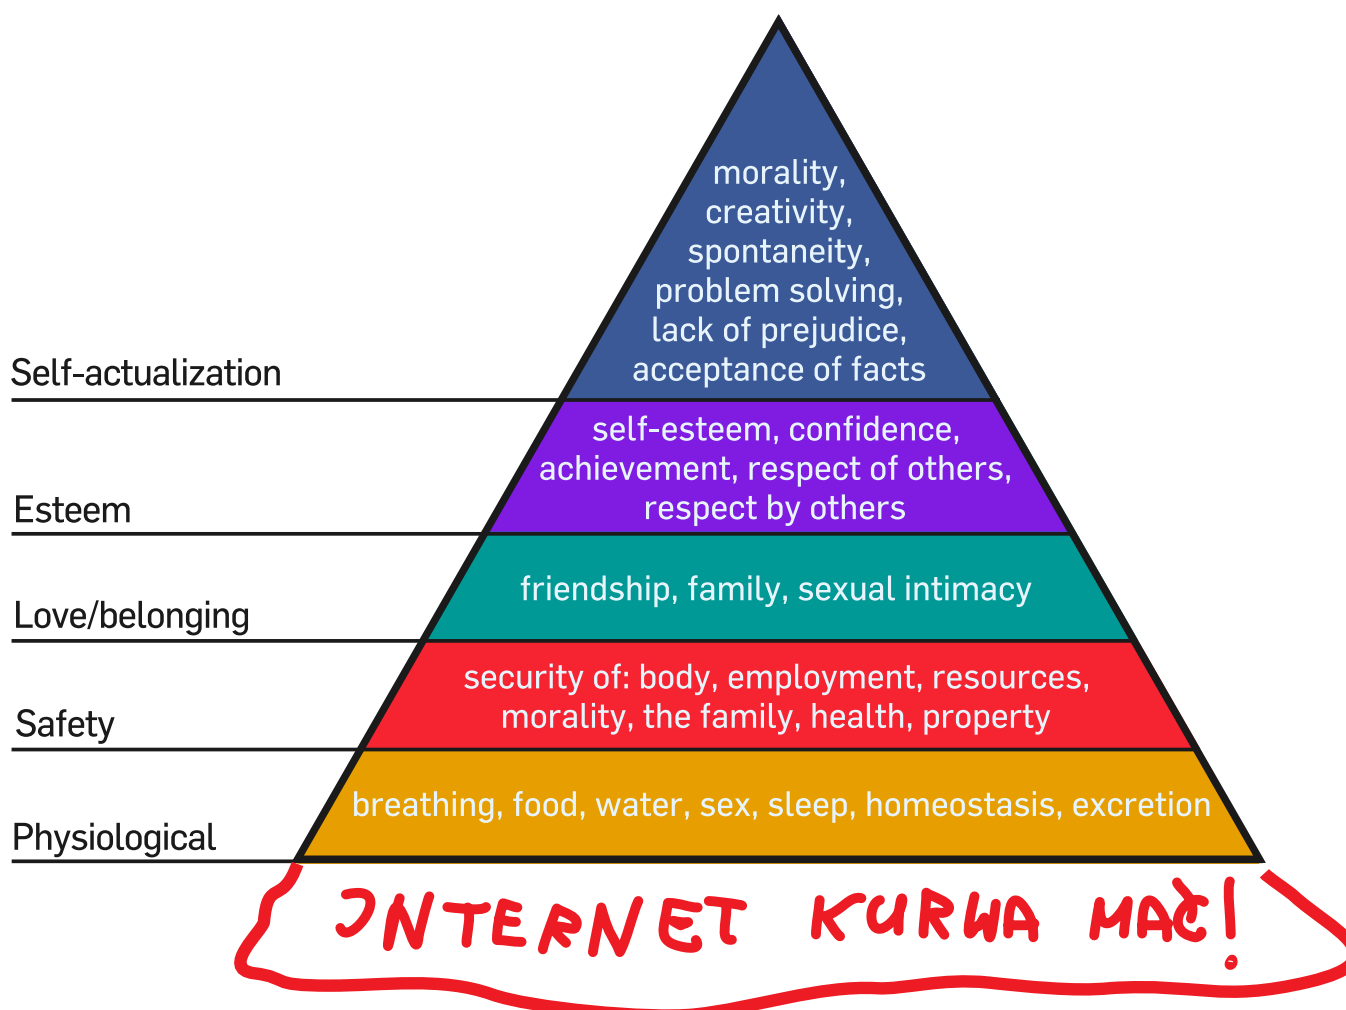 morality,
creativity,
spontaneity,
problem solving,
lack of prejudice,
acceptance of facts
Self-actualization
self-esteem, confidence,
achievement, respect of others,
respect by others
Esteem
friendship, family, sexual intimacy
Love/belonging
security of: body, employment, resources,
morality, the family, health, property
Safety
breathing, food, water, sex, sleep, homeostasis, excretion
Physiological
INTERNET KURWA MAĆ!